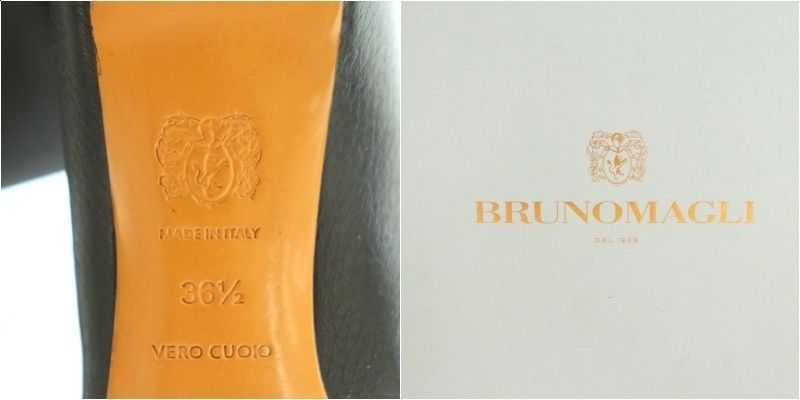 MADE IN ITALY
36½
VERO CUOIO
BRUNOMAGLI
DAL 1936